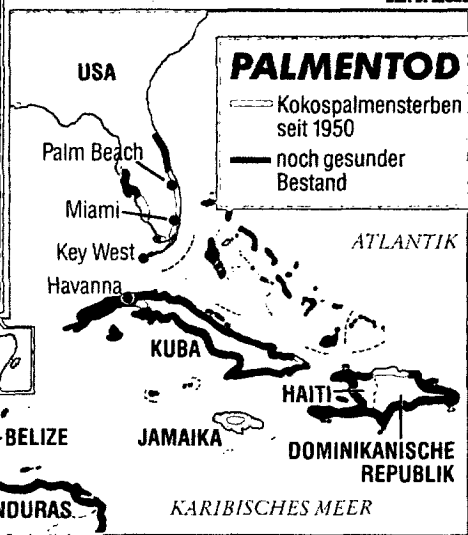 PALMENTOD
Kokospalmensterben
seit 1950
noch gesunder
Bestand
USA
Palm Beach
Miami
Key West
ATLANTIK
Havanna
KUBA
HAITI
BELIZE
JAMAIKA
DOMINIKANISCHE
REPUBLIK
NDURAS
KARIBISCHES MEER